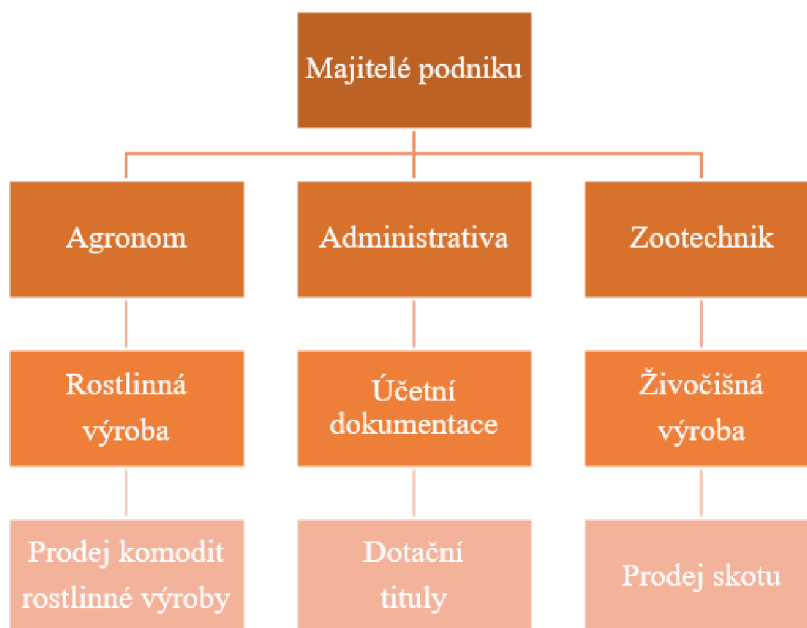 Majitelé podniku
Agronom
Administrativa
Zootechnik
Rostlinná
výroba
Účetní
dokumentace
Živočišná
výroba
Prodej komodit
rostlinné výroby
Dotační
tituly
Prodej skotu